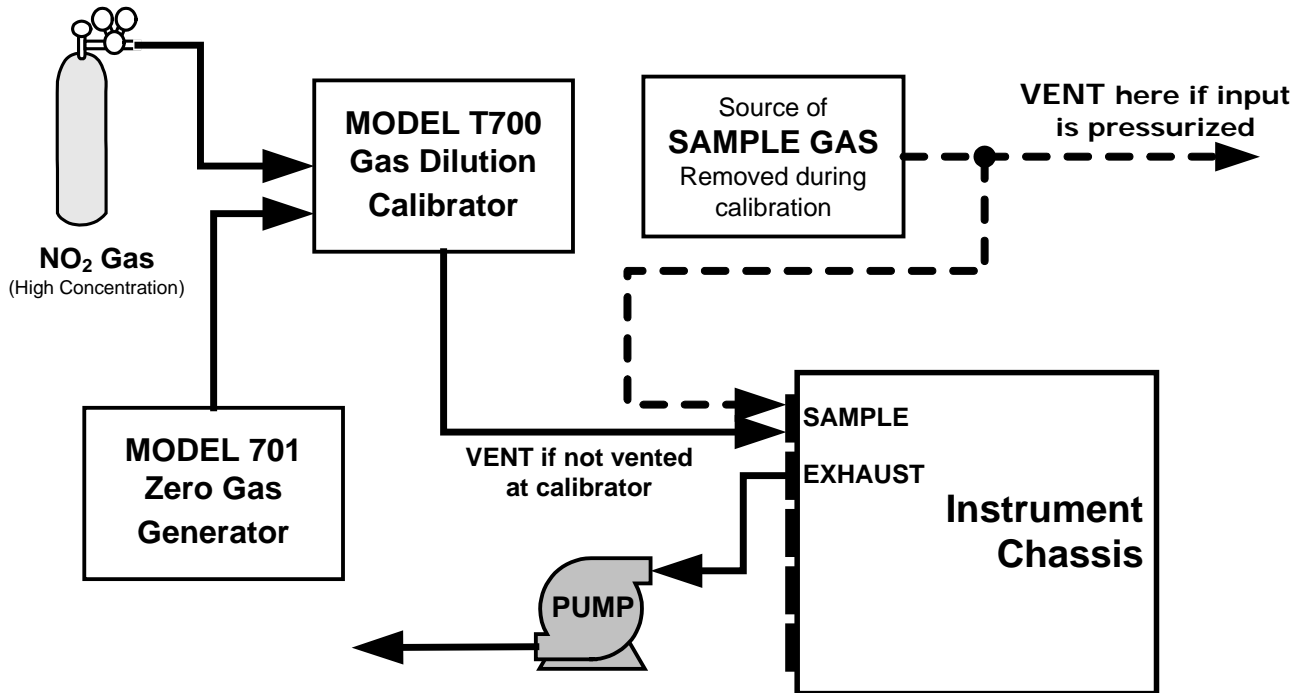 NO₂ Gas
(High Concentration)
MODEL T700
Gas Dilution
Calibrator
Source of
SAMPLE GAS
Removed during
calibration
VENT here if input
is pressurized
MODEL 701
Zero Gas
Generator
VENT if not vented
at calibrator
SAMPLE
EXHAUST
Instrument
Chassis
PUMP